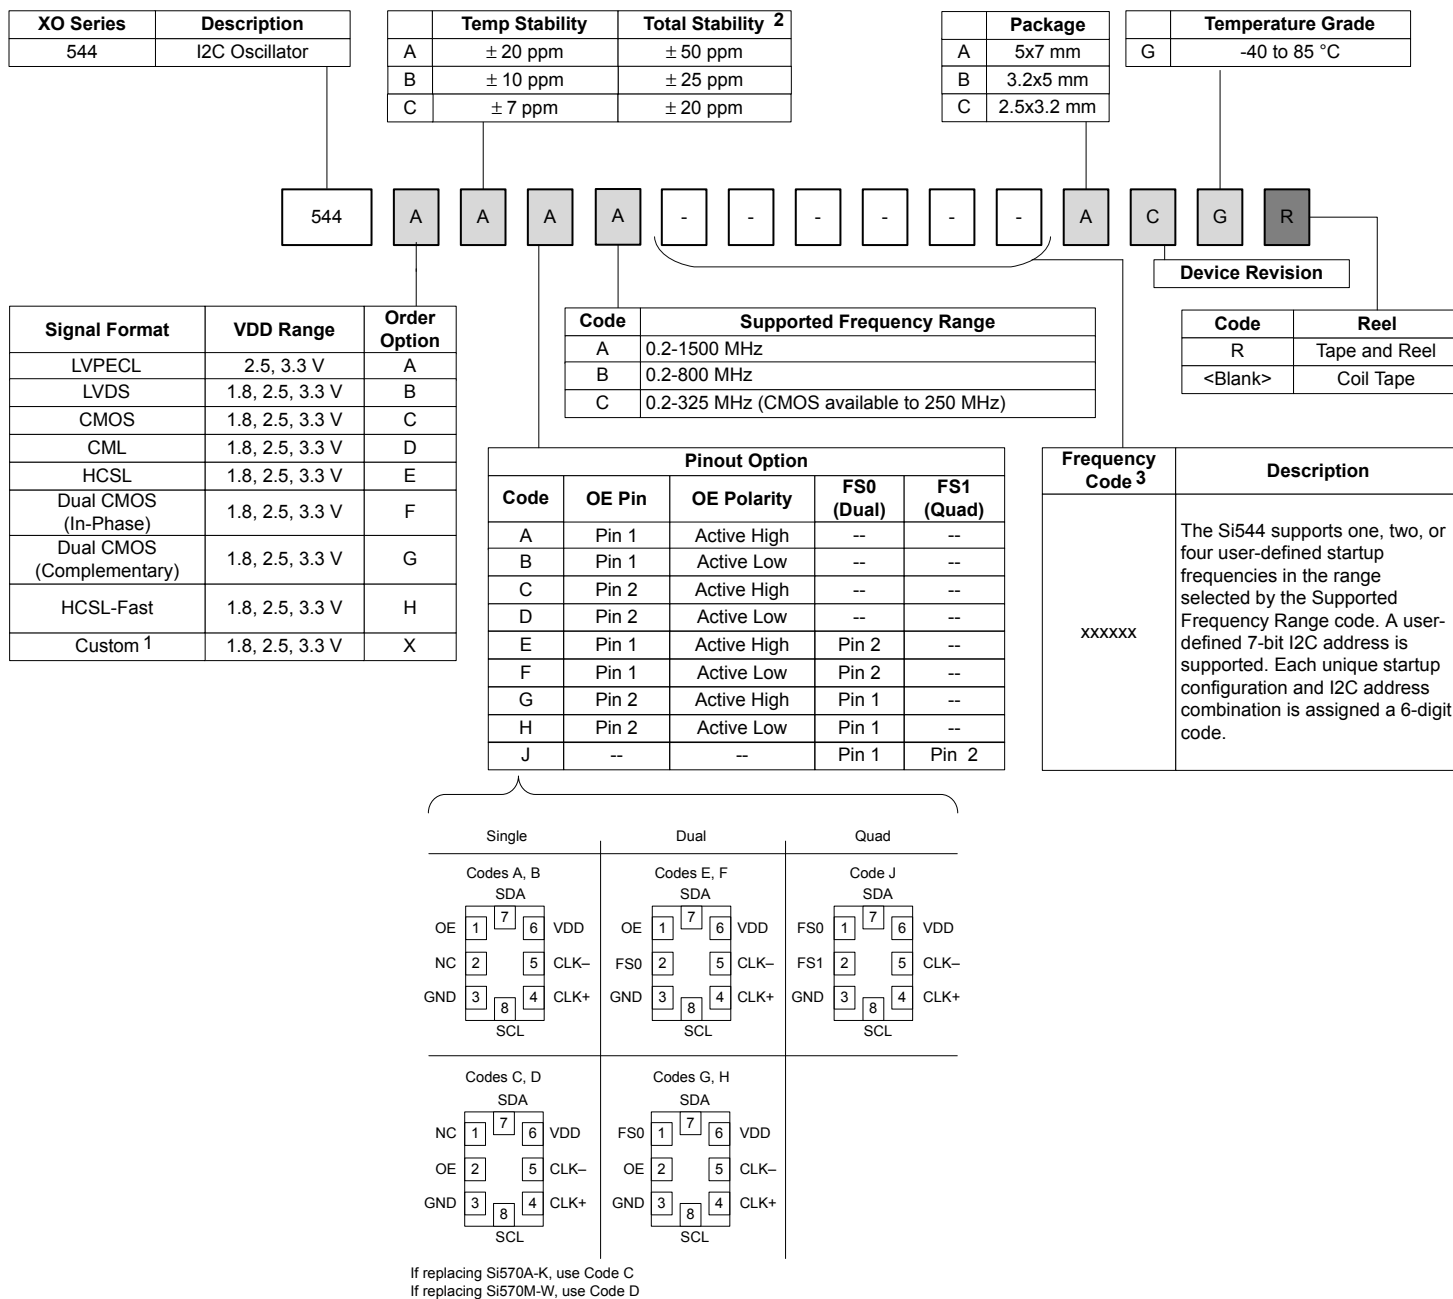 XO Series Description
544 I2C Oscillator
Temp Stability Total Stability 2
A ± 20 ppm ± 50 ppm
B ± 10 ppm ± 25 ppm
C ± 7 ppm ± 20 ppm
Package
A 5x7 mm
B 3.2x5 mm
C 2.5x3.2 mm
Temperature Grade
G -40 to 85 °C
544 A A A A - - - - - - A C G R
Device Revision
Signal Format VDD Range Order Option
LVPECL 2.5, 3.3 V A
LVDS 1.8, 2.5, 3.3 V B
CMOS 1.8, 2.5, 3.3 V C
CML 1.8, 2.5, 3.3 V D
HCSL 1.8, 2.5, 3.3 V E
Dual CMOS (In-Phase) 1.8, 2.5, 3.3 V F
Dual CMOS (Complementary) 1.8, 2.5, 3.3 V G
HCSL-Fast 1.8, 2.5, 3.3 V H
Custom 1 1.8, 2.5, 3.3 V X
Code Supported Frequency Range
A 0.2-1500 MHz
B 0.2-800 MHz
C 0.2-325 MHz (CMOS available to 250 MHz)
Code Reel
R Tape and Reel
<Blank> Coil Tape
Pinout Option
Code OE Pin OE Polarity FS0 (Dual) FS1 (Quad)
A Pin 1 Active High -- --
B Pin 1 Active Low -- --
C Pin 2 Active High -- --
D Pin 2 Active Low -- --
E Pin 1 Active High Pin 2 --
F Pin 1 Active Low Pin 2 --
G Pin 2 Active High Pin 1 --
H Pin 2 Active Low Pin 1 --
J -- -- Pin 1 Pin 2
Frequency Code 3 Description
xxxxxx
The Si544 supports one, two, or
four user-defined startup
frequencies in the range
selected by the Supported
Frequency Range code. A user-
defined 7-bit I2C address is
supported. Each unique startup
configuration and I2C address
combination is assigned a 6-digit
code.
Single Dual Quad
Codes A, B
SDA
OE 1 7 6 VDD
NC 2 5 CLK–
GND 3 8 4 CLK+
SCL
Codes E, F
SDA
OE 1 7 6 VDD
FS0 2 5 CLK–
GND 3 8 4 CLK+
SCL
Code J
SDA
FS0 1 7 6 VDD
FS1 2 5 CLK–
GND 3 8 4 CLK+
SCL
Codes C, D
SDA
NC 1 7 6 VDD
OE 2 5 CLK–
GND 3 8 4 CLK+
SCL
Codes G, H
SDA
FS0 1 7 6 VDD
OE 2 5 CLK–
GND 3 8 4 CLK+
SCL
If replacing Si570A-K, use Code C
If replacing Si570M-W, use Code D